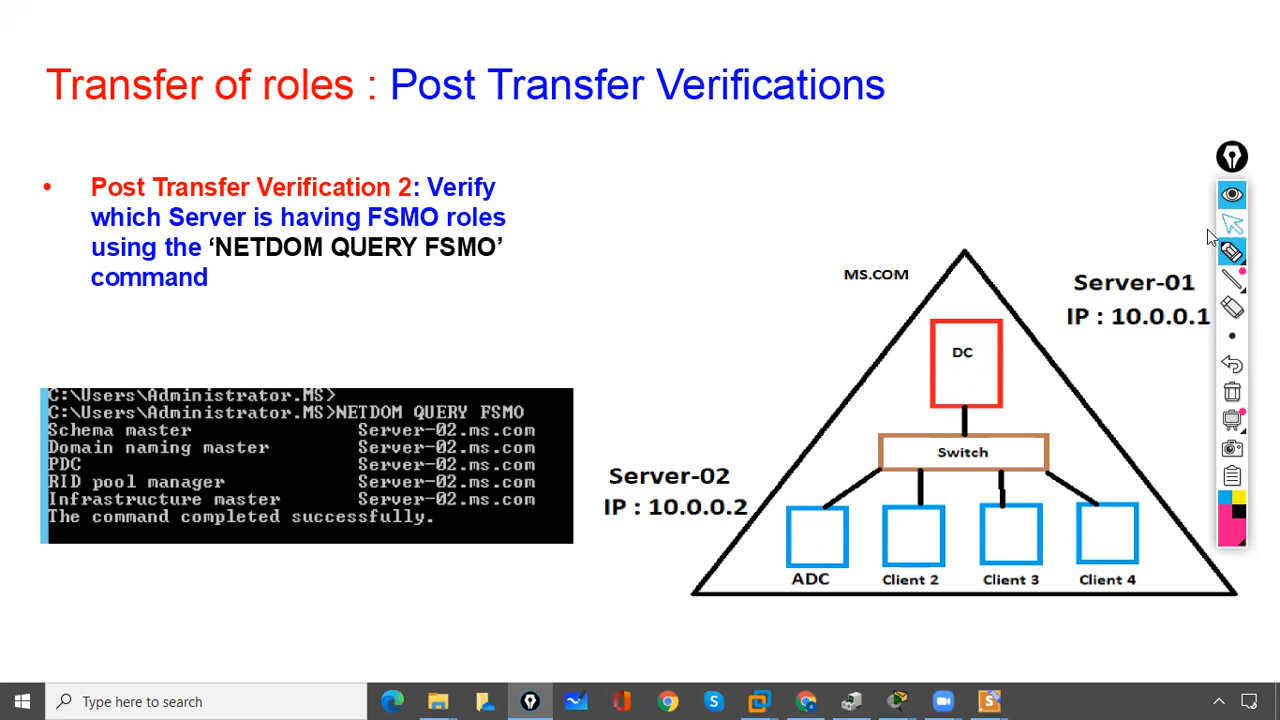 Transfer of roles : Post Transfer Verifications
• Post Transfer Verification 2: Verify
which Server is having FSMO roles
using the ‘NETDOM QUERY FSMO’
command
C:\Users\Administrator.MS>
C:\Users\Administrator.MS>NETDOM QUERY FSMO
Schema master Server-02.ms.com
Domain naming master Server-02.ms.com
PDC Server-02.ms.com
RID pool manager Server-02.ms.com
Infrastructure master Server-02.ms.com
The command completed successfully.
MS.COM
Server-01
IP : 10.0.0.1
DC
Switch
Server-02
IP : 10.0.0.2
ADC
Client 2
Client 3
Client 4
Type here to search